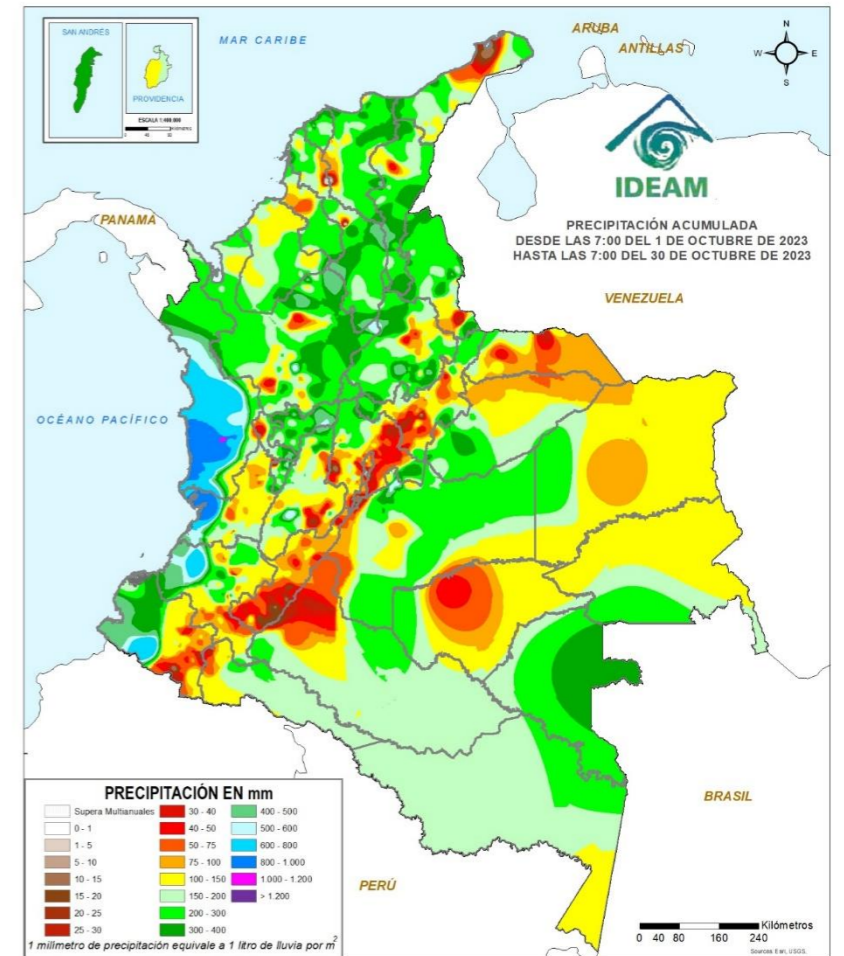 SAN ANDRÉS
PROVIDENCIA
ESCALA 1:400.000
Kilómetros
MAR CARIBE
ARUBA
ANTILLAS
N
W
E
S
IDEAM
PRECIPITACIÓN ACUMULADA
DESDE LAS 7:00 DEL 1 DE OCTUBRE DE 2023
HASTA LAS 7:00 DEL 30 DE OCTUBRE DE 2023
PANAMÁ
VENEZUELA
OCÉANO PACÍFICO
BRASIL
PERÚ
PRECIPITACIÓN EN mm
Supera Multianuales
0 - 1
1 - 5
5 - 10
10 - 15
15 - 20
20 - 25
25 - 30
30 - 40
40 - 50
50 - 75
75 - 100
100 - 150
150 - 200
200 - 300
300 - 400
400 - 500
500 - 600
600 - 800
800 - 1.000
1.000 - 1.200
> 1.200
1 milímetro de precipitación equivale a 1 litro de lluvia por m2
Kilómetros
0 40 80 160 240
Sources: Esri, USGS,